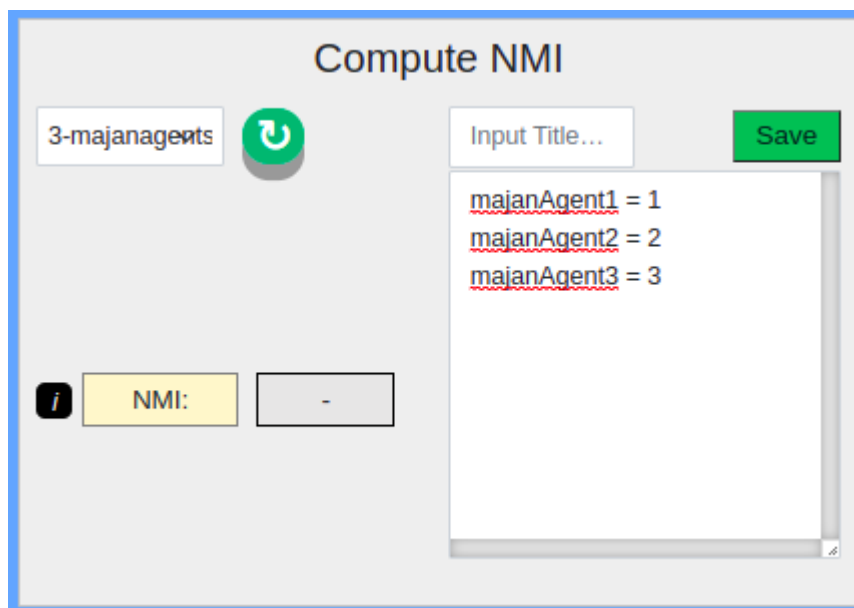 Compute NMI
3-majanagents
Input Title…
Save
majanAgent1 = 1
majanAgent2 = 2
majanAgent3 = 3
i
NMI:
-